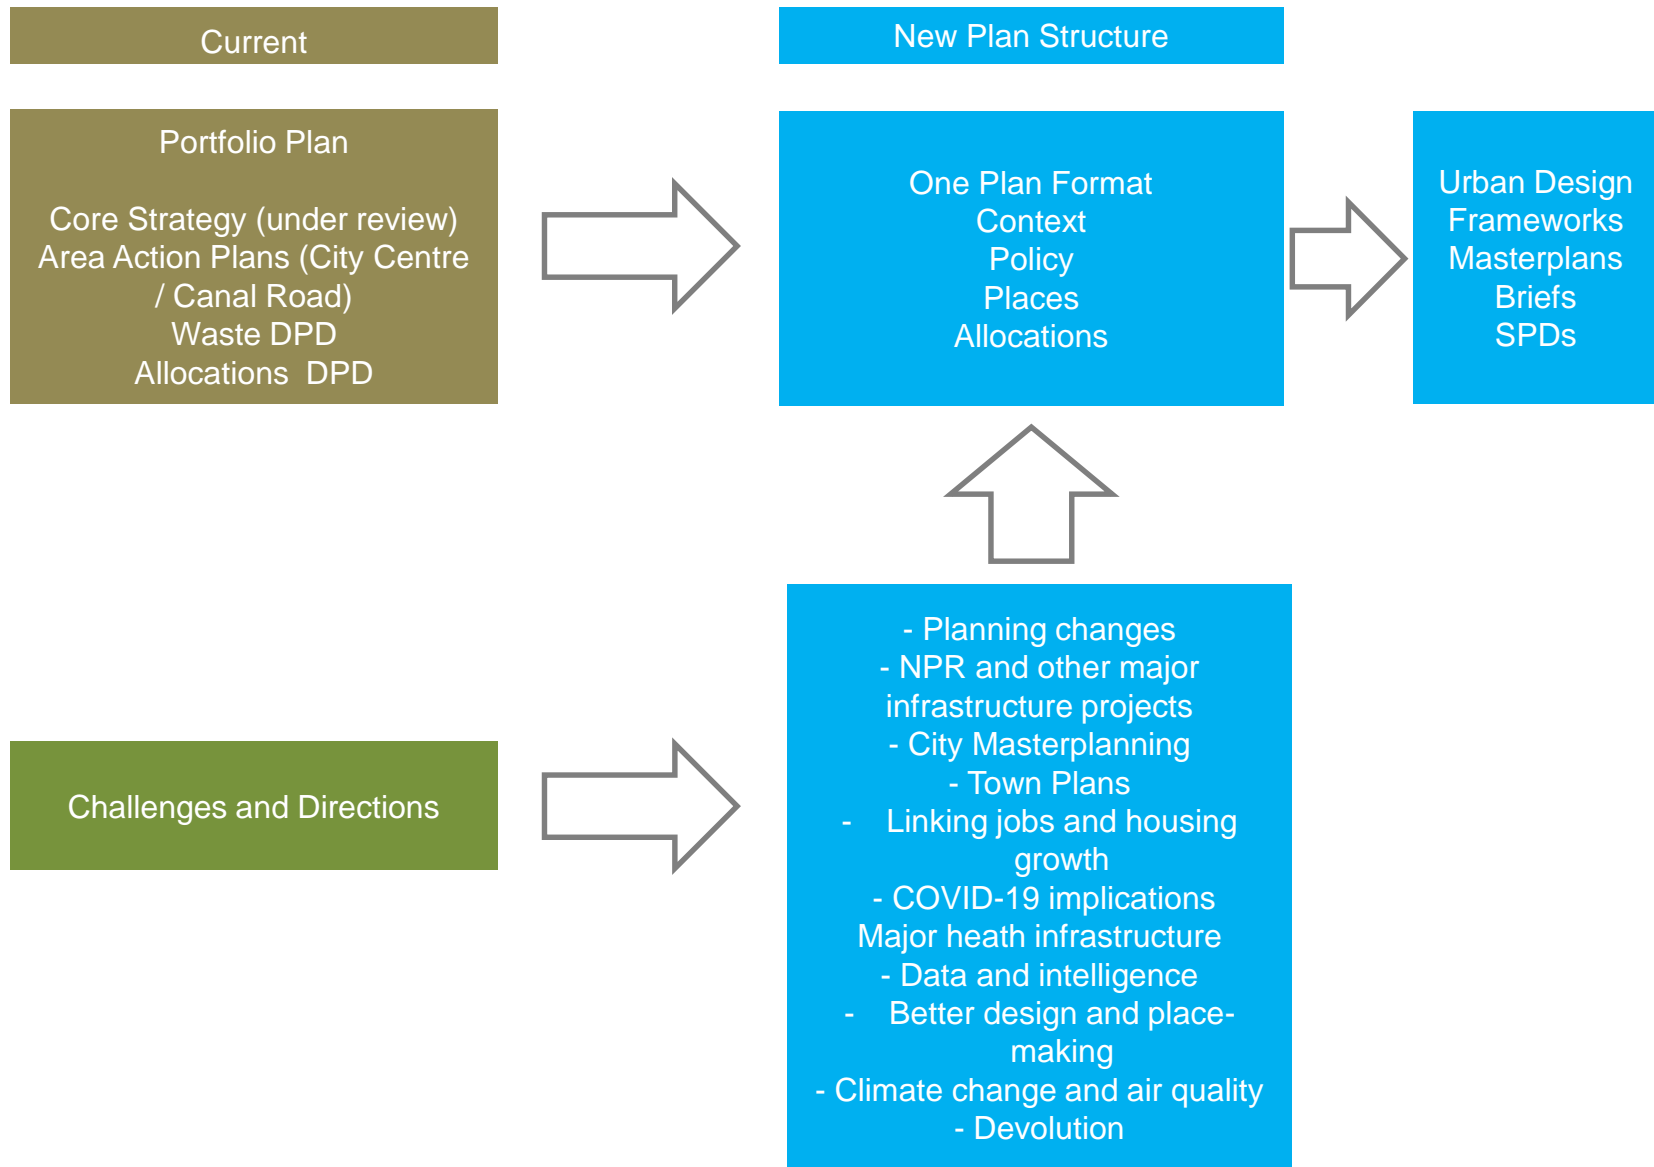 Current
New Plan Structure
Portfolio Plan
Core Strategy (under review)
Area Action Plans (City Centre
/ Canal Road)
Waste DPD
Allocations  DPD
One Plan Format
Context
Policy
Places
Allocations
Urban Design
Frameworks
Masterplans
Briefs
SPDs
Challenges and Directions
- Planning changes
- NPR and other major
infrastructure projects
- City Masterplanning
- Town Plans
- Linking jobs and housing
growth
- COVID-19 implications
Major heath infrastructure
- Data and intelligence
- Better design and place-
making
- Climate change and air quality
- Devolution